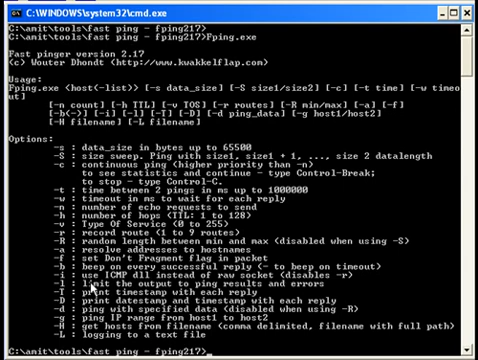 C:\WINDOWS\system32\cmd.exe
C:\amit\tools\fast ping - fping217>
C:\amit\tools\fast ping - fping217>Fping.exe
Fast pinger version 2.17
(c) Wouter Dhondt (http://www.kwakkelflap.com)
Usage:
Fping.exe <host(-list)> [-s data_size] [-S size1/size2] [-c] [-t time] [-w timeo
ut]
[-n count] [-h TTL] [-v TOS] [-r routes] [-R min/max] [-a] [-f]
[-b(-)] [-i] [-l] [-T] [-D] [-d ping_data] [-g host1/host2]
[-H filename] [-L filename]
Options:
-s : data_size in bytes up to 65500
-S : size sweep. Ping with size1, size1 + 1, ..., size 2 datalength
-c : continuous ping (higher priority than -n)
to see statistics and continue - type Control-Break;
to stop - type Control-C.
-t : time between 2 pings in ms up to 1000000
-w : timeout in ms to wait for each reply
-n : number of echo requests to send
-h : number of hops (TTL: 1 to 128)
-v : Type Of Service (0 to 255)
-r : record route (1 to 9 routes)
-R : random length between min and max (disabled when using -S)
-a : resolve addresses to hostnames
-f : set Don't Fragment flag in packet
-b : beep on every successful reply (- to beep on timeout)
-i : use ICMP dll instead of raw socket (disables -r)
-l : limit the output to ping results and errors
-T : print timestamp with each reply
-D : print datestamp and timestamp with each reply
-d : ping with specified data (disabled when using -R)
-g : ping IP range from host1 to host2
-H : get hosts from filename (comma delimited, filename with full path)
-L : logging to a text file
C:\amit\tools\fast ping - fping217>_